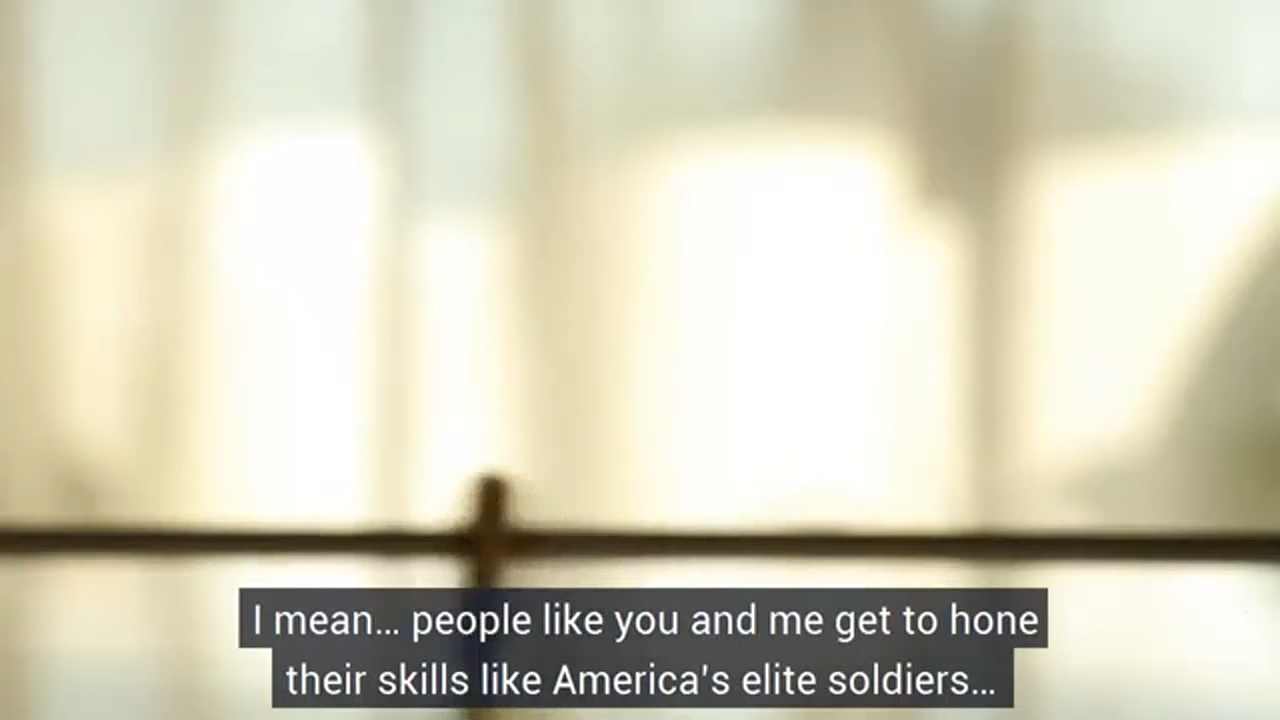 I mean... people like you and me get to hone
their skills like America's elite soldiers...